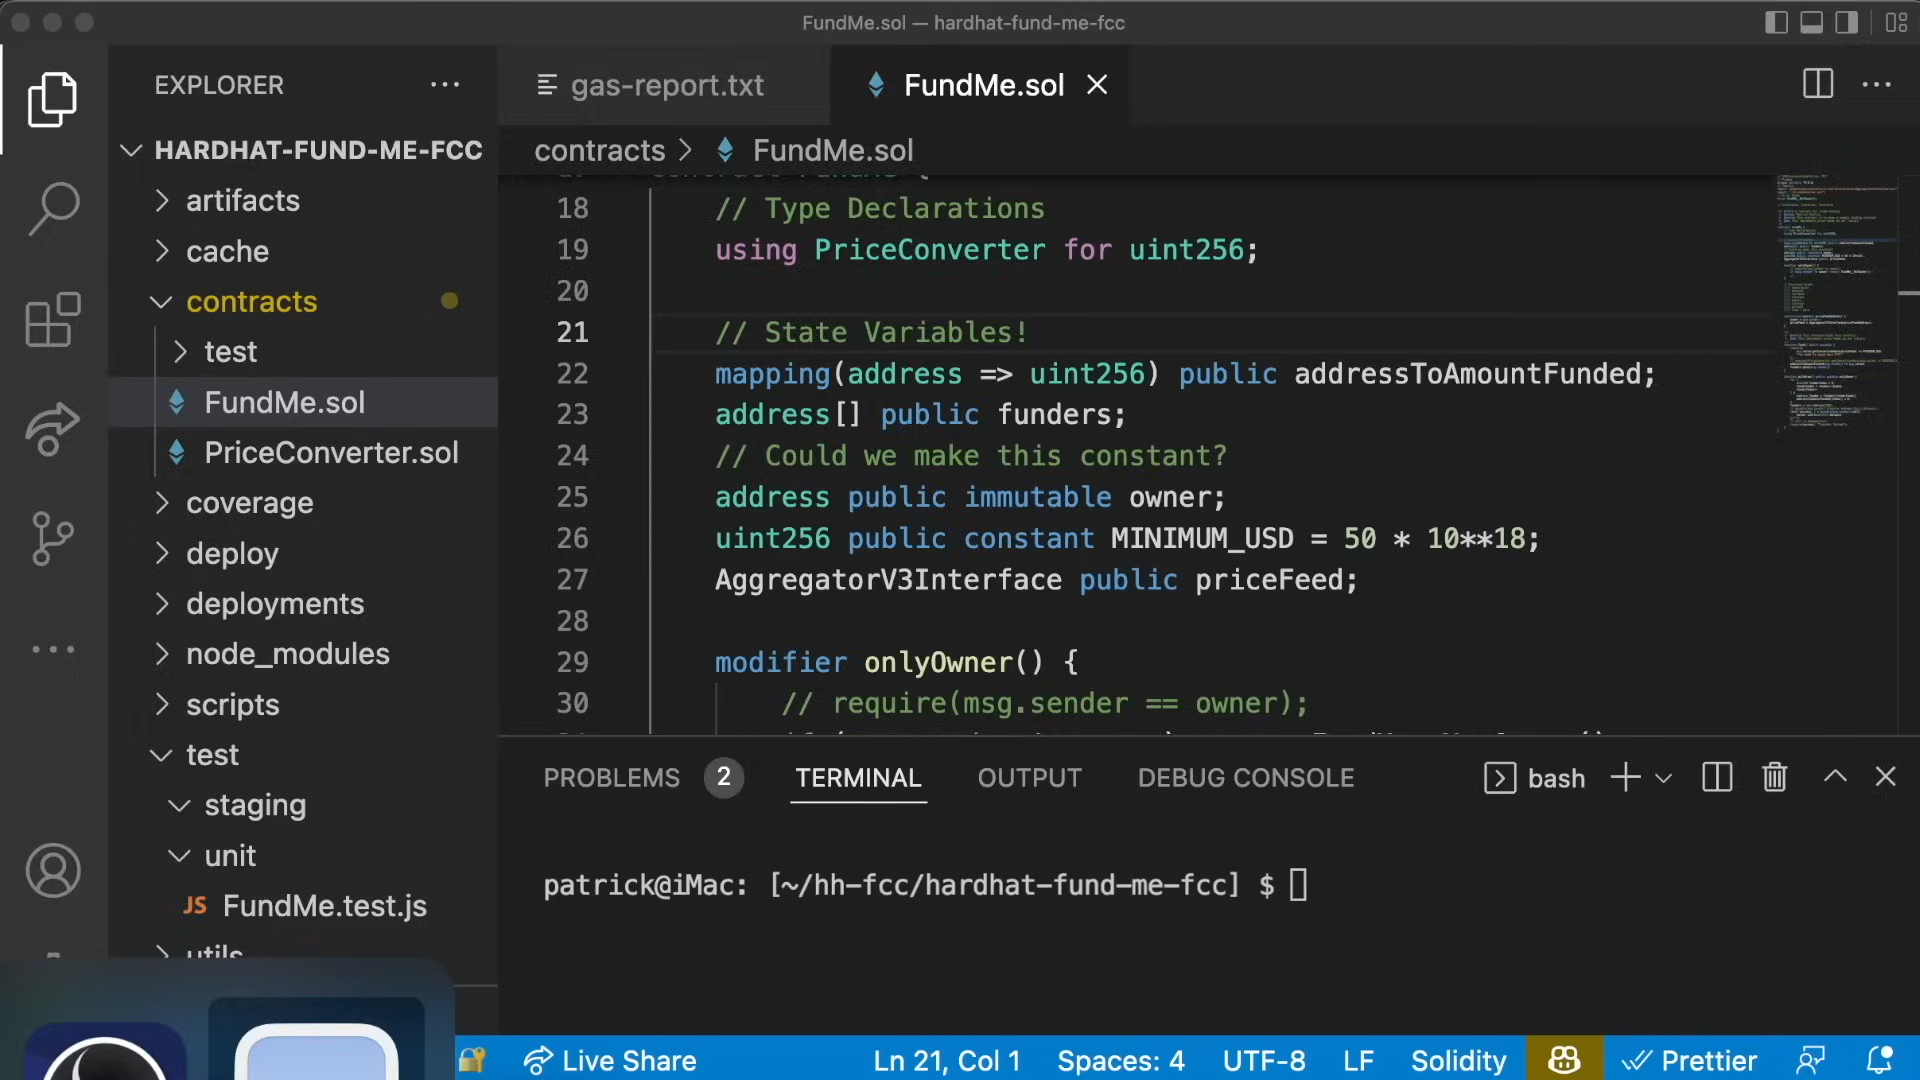 FundMe.sol — hardhat-fund-me-fcc
EXPLORER
HARDHAT-FUND-ME-FCC
artifacts
cache
contracts
test
FundMe.sol
PriceConverter.sol
coverage
deploy
deployments
node_modules
scripts
test
staging
unit
JS FundMe.test.js
utils
gas-report.txt
FundMe.sol
contracts > FundMe.sol
18 // Type Declarations
19 using PriceConverter for uint256;
20
21 // State Variables!
22 mapping(address => uint256) public addressToAmountFunded;
23 address[] public funders;
24 // Could we make this constant?
25 address public immutable owner;
26 uint256 public constant MINIMUM_USD = 50 * 10**18;
27 AggregatorV3Interface public priceFeed;
28
29 modifier onlyOwner() {
30 // require(msg.sender == owner);
PROBLEMS 2 TERMINAL OUTPUT DEBUG CONSOLE bash
patrick@iMac: [~/hh-fcc/hardhat-fund-me-fcc] $
Live Share Ln 21, Col 1 Spaces: 4 UTF-8 LF Solidity Prettier